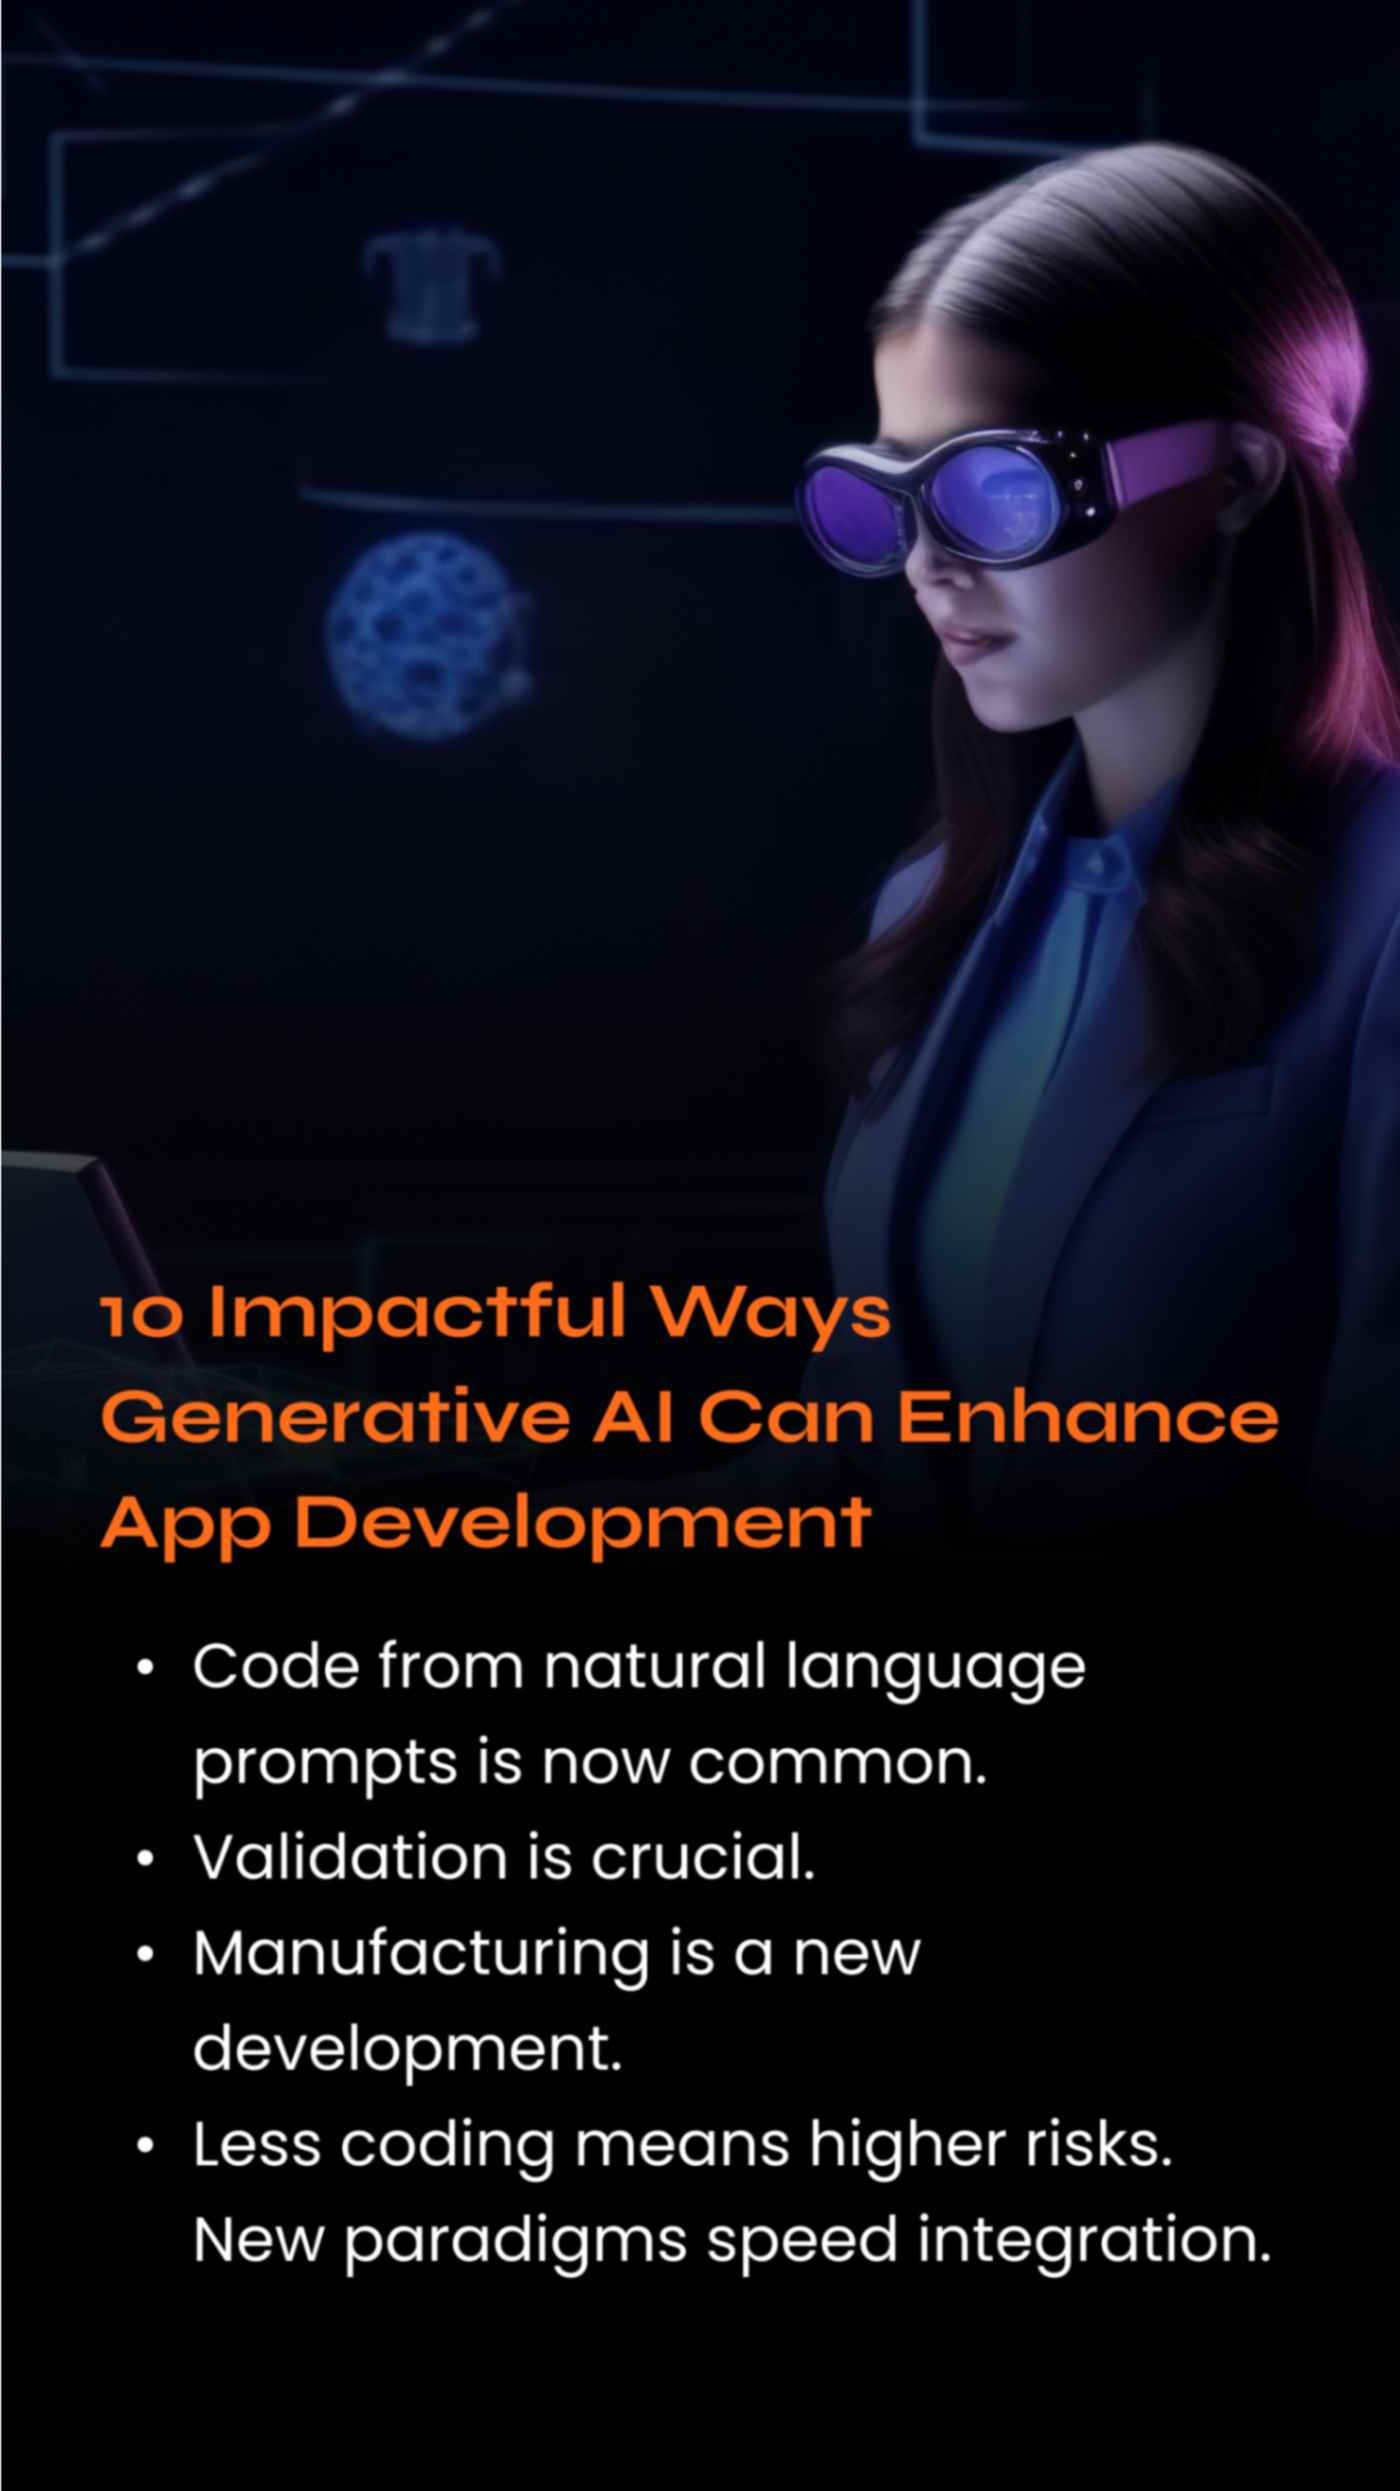 10 Impactful Ways
Generative AI Can Enhance
App Development
• Code from natural language
prompts is now common.
• Validation is crucial.
• Manufacturing is a new
development.
• Less coding means higher risks.
New paradigms speed integration.